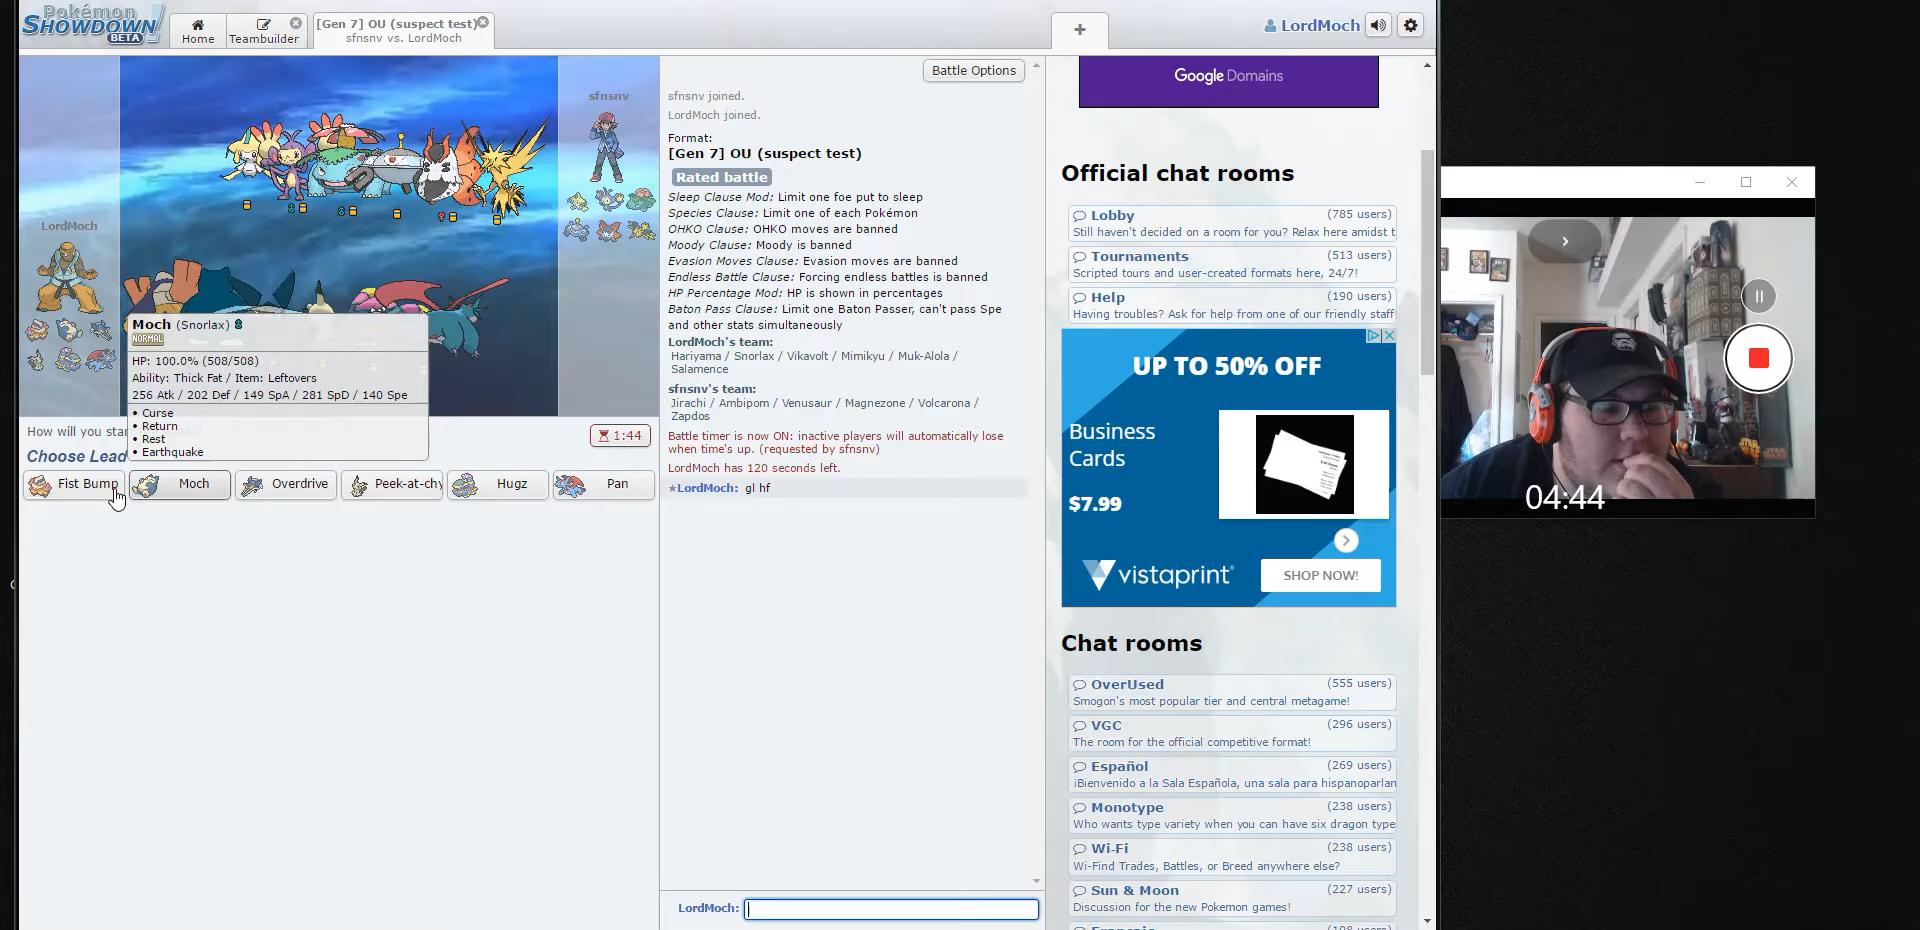 Pokémon
SHOWDOWN!
BETA
Home
Teambuilder
[Gen 7] OU (suspect test)
sfnsnv vs. LordMoch
+
LordMoch
LordMoch
sfnsnv
Moch (Snorlax)
NORMAL
HP: 100.0% (508/508)
Ability: Thick Fat / Item: Leftovers
256 Atk / 202 Def / 149 SpA / 281 SpD / 140 Spe
• Curse
• Return
• Rest
• Earthquake
How will you star
1:44
Choose Lead
Fist Bump
Moch
Overdrive
Peek-at-chy
Hugz
Pan
Battle Options
sfnsnv joined.
LordMoch joined.
Format:
[Gen 7] OU (suspect test)
Rated battle
Sleep Clause Mod: Limit one foe put to sleep
Species Clause: Limit one of each Pokémon
OHKO Clause: OHKO moves are banned
Moody Clause: Moody is banned
Evasion Moves Clause: Evasion moves are banned
Endless Battle Clause: Forcing endless battles is banned
HP Percentage Mod: HP is shown in percentages
Baton Pass Clause: Limit one Baton Passer, can't pass Spe
and other stats simultaneously
LordMoch's team:
Hariyama / Snorlax / Vikavolt / Mimikyu / Muk-Alola /
Salamence
sfnsnv's team:
Jirachi / Ambipom / Venusaur / Magnezone / Volcarona /
Zapdos
Battle timer is now ON: inactive players will automatically lose
when time's up. (requested by sfnsnv)
LordMoch has 120 seconds left.
★LordMoch: gl hf
LordMoch:
Google Domains
Official chat rooms
Lobby (785 users)
Still haven't decided on a room for you? Relax here amidst t
Tournaments (513 users)
Scripted tours and user-created formats here, 24/7!
Help (190 users)
Having troubles? Ask for help from one of our friendly staff
UP TO 50% OFF
Business
Cards
$7.99
vistaprint
SHOP NOW!
Chat rooms
OverUsed (555 users)
Smogon's most popular tier and central metagame!
VGC (296 users)
The room for the official competitive format!
Español (269 users)
¡Bienvenido a la Sala Española, una sala para hispanoparlan
Monotype (238 users)
Who wants type variety when you can have six dragon type
Wi-Fi (238 users)
Wi-Find Trades, Battles, or Breed anywhere else?
Sun & Moon (227 users)
Discussion for the new Pokemon games!
04:44